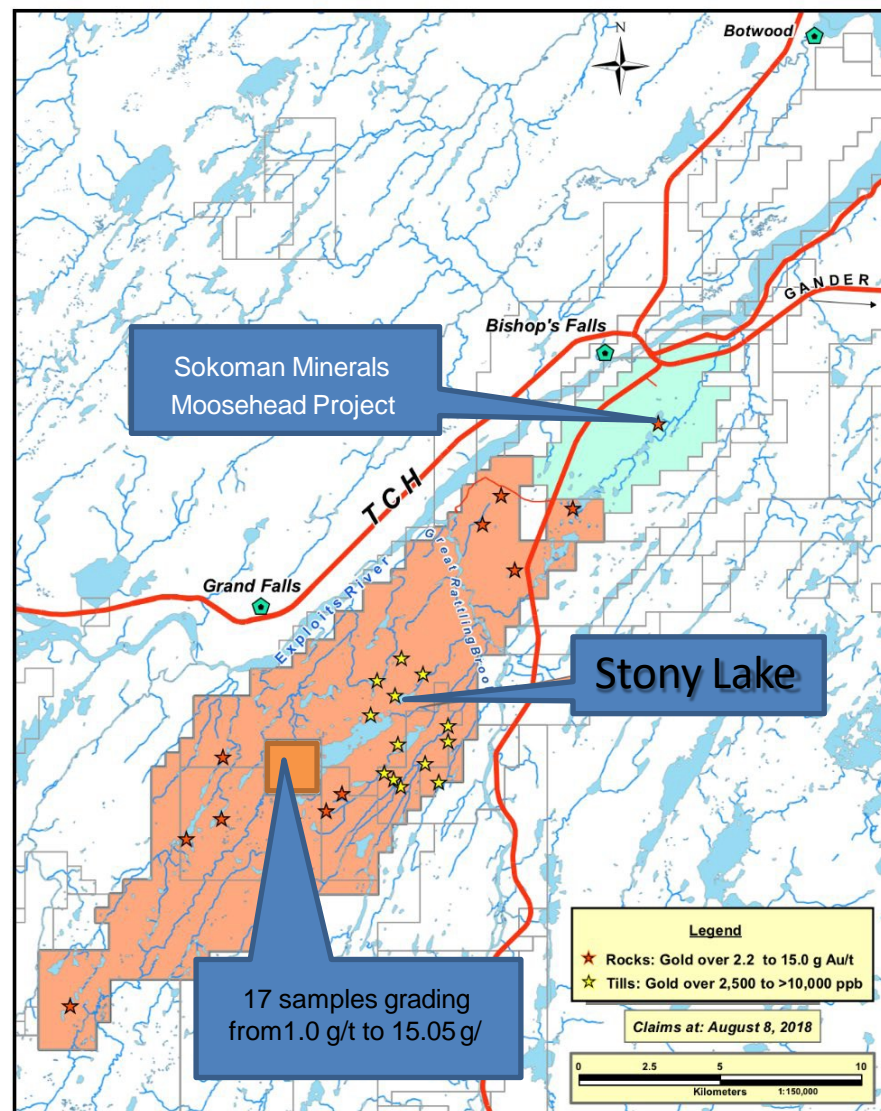 Botwood
N
GANDER
Bishop's Falls
Sokoman Minerals
Moosehead Project
TCH
Great Rattling Broo
Grand Falls
Exploits River
Stony Lake
17 samples grading
from1.0 g/t to 15.05 g/
Legend
Rocks: Gold over 2.2 to 15.0 g Au/t
Tills: Gold over 2,500 to >10,000 ppb
Claims at: August 8, 2018
0 2.5 5 10
Kilometers 1:150,000